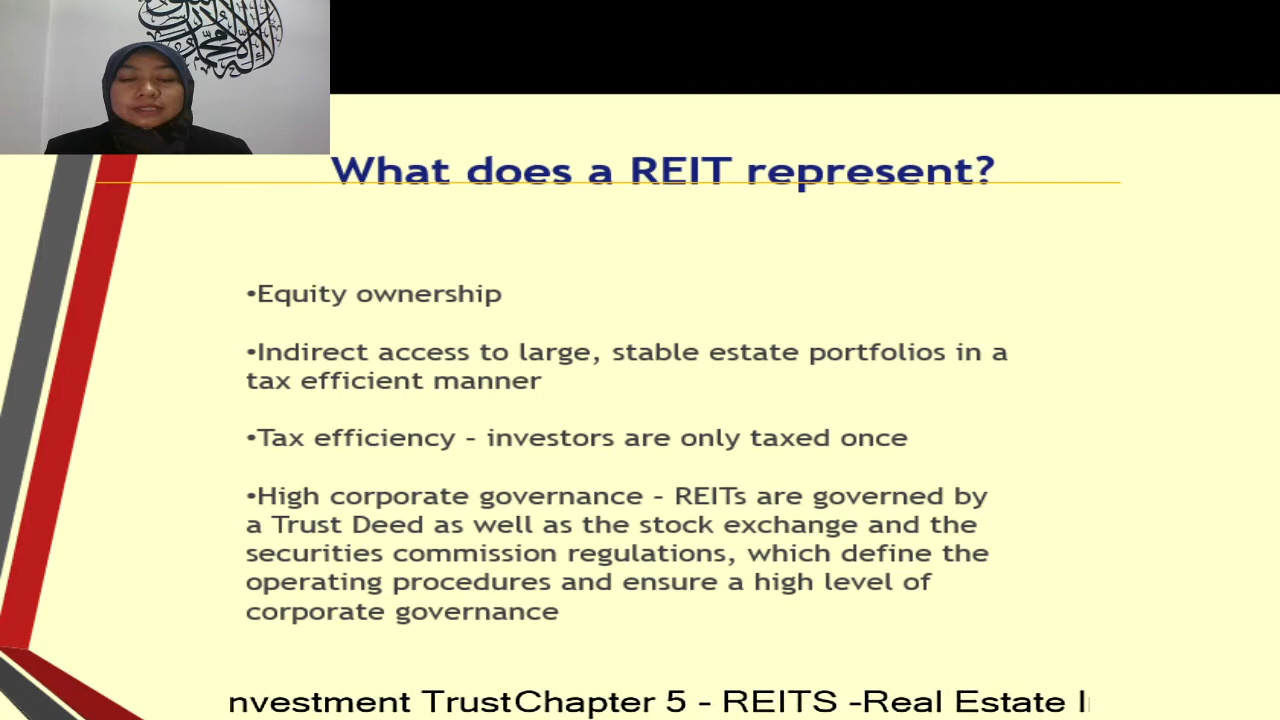 What does a REIT represent?
•Equity ownership
•Indirect access to large, stable estate portfolios in a
tax efficient manner
•Tax efficiency - investors are only taxed once
•High corporate governance - REITs are governed by
a Trust Deed as well as the stock exchange and the
securities commission regulations, which define the
operating procedures and ensure a high level of
corporate governance
nvestment TrustChapter 5 - REITS -Real Estate I